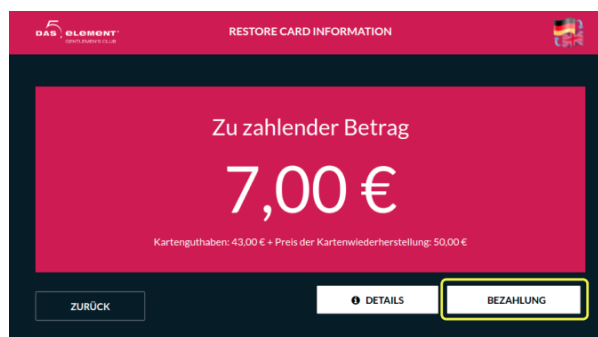 DAS 5 ELEMENT
GENTLEMEN'S CLUB
RESTORE CARD INFORMATION
Zu zahlender Betrag
7,00 €
Kartenguthaben: 43,00 € + Preis der Kartenwiederherstellung: 50,00 €
ZURÜCK
DETAILS
BEZAHLUNG